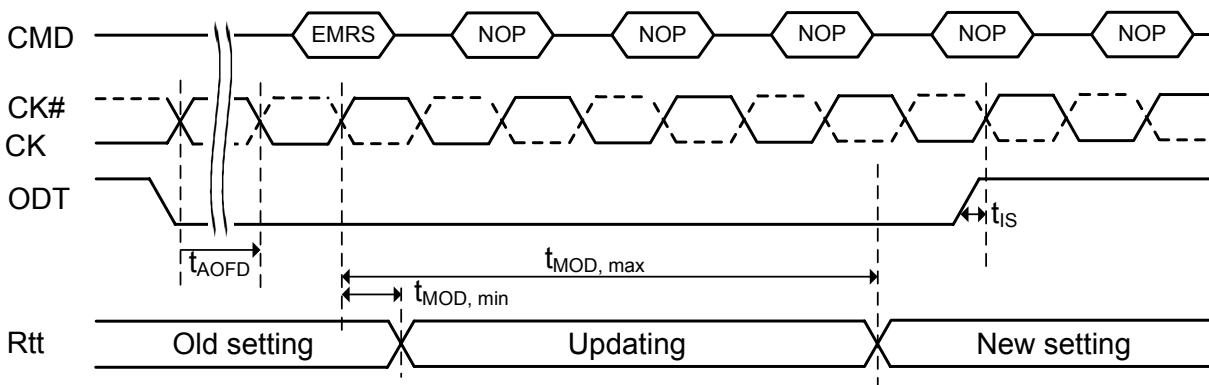 CMD EMRS NOP NOP NOP NOP NOP
CK#
CK
ODT
tIS
tAOFD
tMOD, max
tMOD, min
Rtt Old setting Updating New setting